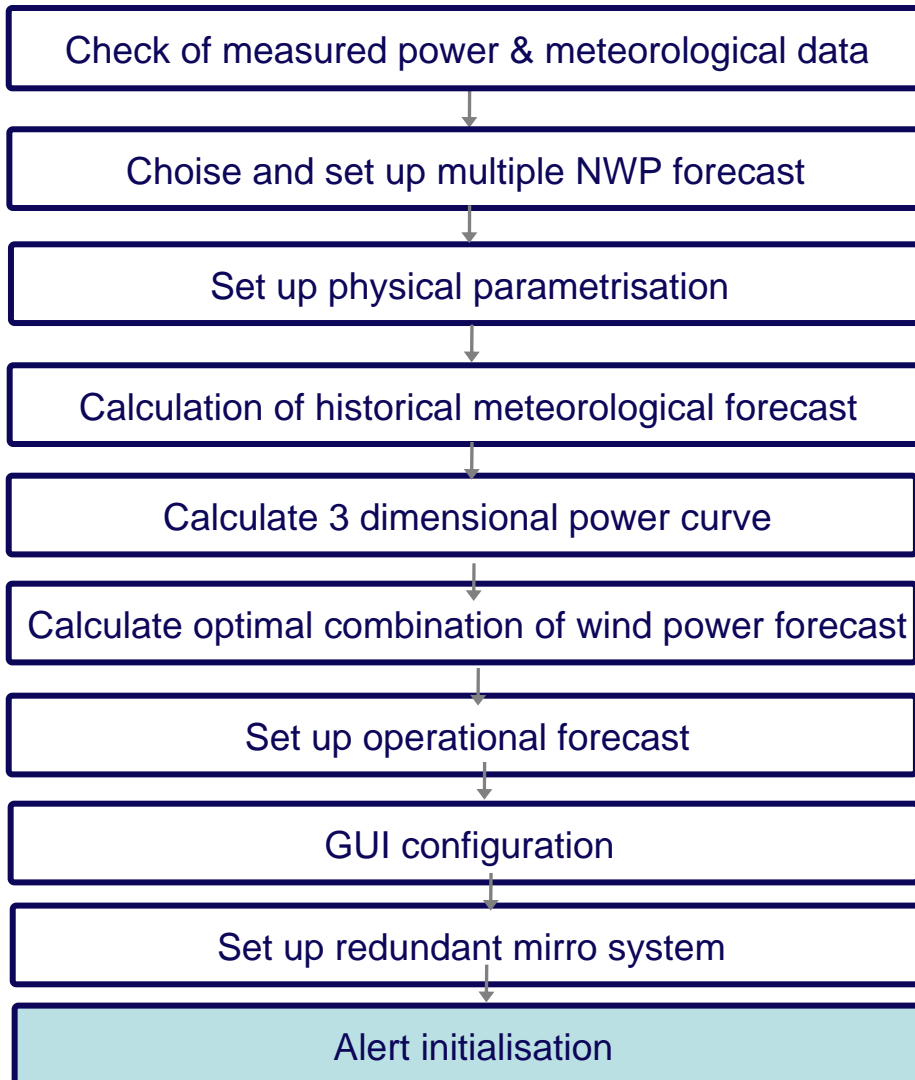 Check of measured power & meteorological data
Choise and set up multiple NWP forecast
Set up physical parametrisation
Calculation of historical meteorological forecast
Calculate 3 dimensional power curve
Calculate optimal combination of wind power forecast
Set up operational forecast
GUI configuration
Set up redundant mirro system
Alert initialisation